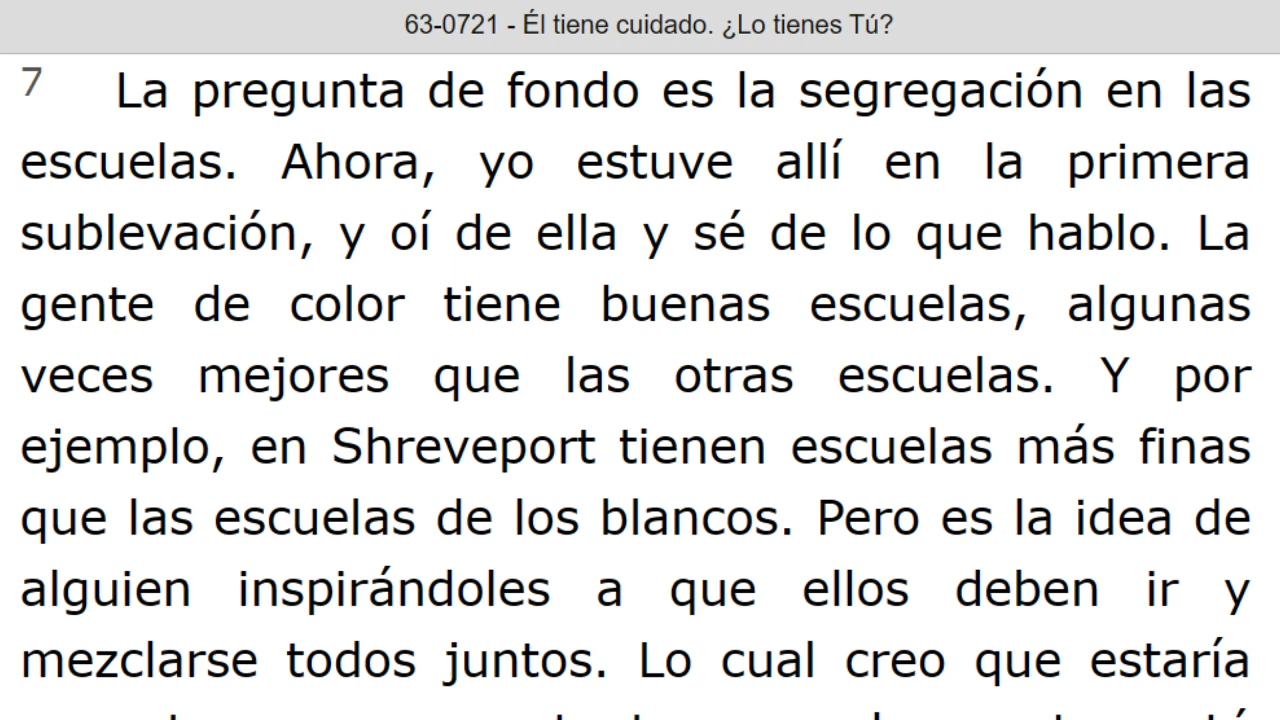 63-0721 - Él tiene cuidado. ¿Lo tienes Tú?
7 La pregunta de fondo es la segregación en las
escuelas. Ahora, yo estuve allí en la primera
sublevación, y oí de ella y sé de lo que hablo. La
gente de color tiene buenas escuelas, algunas
veces mejores que las otras escuelas. Y por
ejemplo, en Shreveport tienen escuelas más finas
que las escuelas de los blancos. Pero es la idea de
alguien inspirándoles a que ellos deben ir y
mezclarse todos juntos. Lo cual creo que estaría